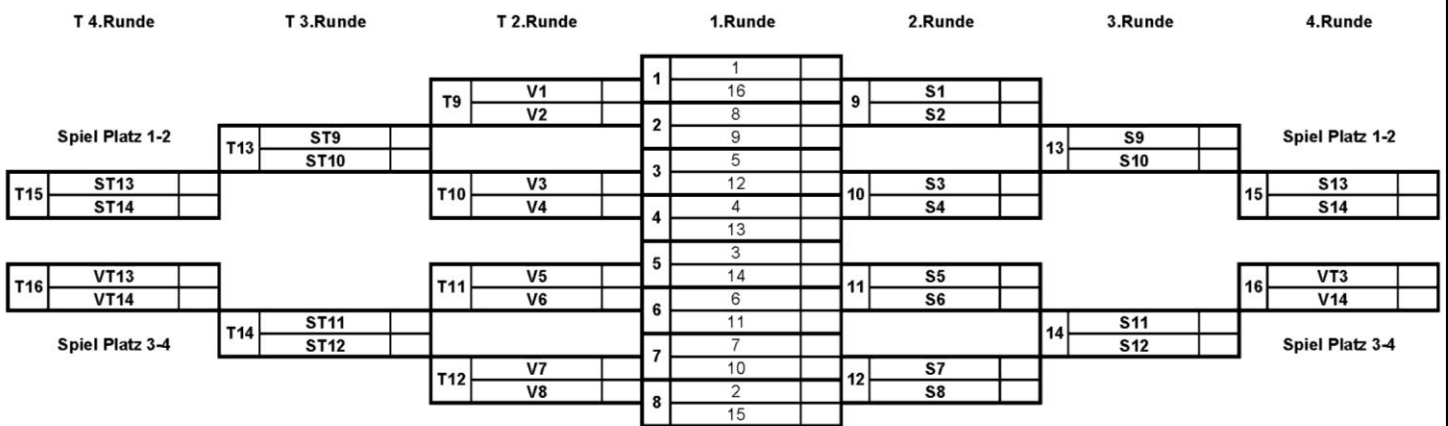 T 4.Runde T 3.Runde T 2.Runde 1.Runde 2.Runde 3.Runde 4.Runde
1 1
T9 V1 16 9 S1
V2 2 8 S2
Spiel Platz 1-2 T13 ST9 9 13 S9 Spiel Platz 1-2
ST10 3 5 S10
T15 ST13 T10 V3 12 10 S3 15 S13
ST14 V4 4 4 S4 S14
13
5 3
T16 VT13 T11 V5 14 11 S5 16 VT3
VT14 V6 6 6 S6 V14
T14 ST11 11 14 S11
Spiel Platz 3-4 ST12 7 7 S12 Spiel Platz 3-4
T12 V7 10 12 S7
V8 8 2 S8
15